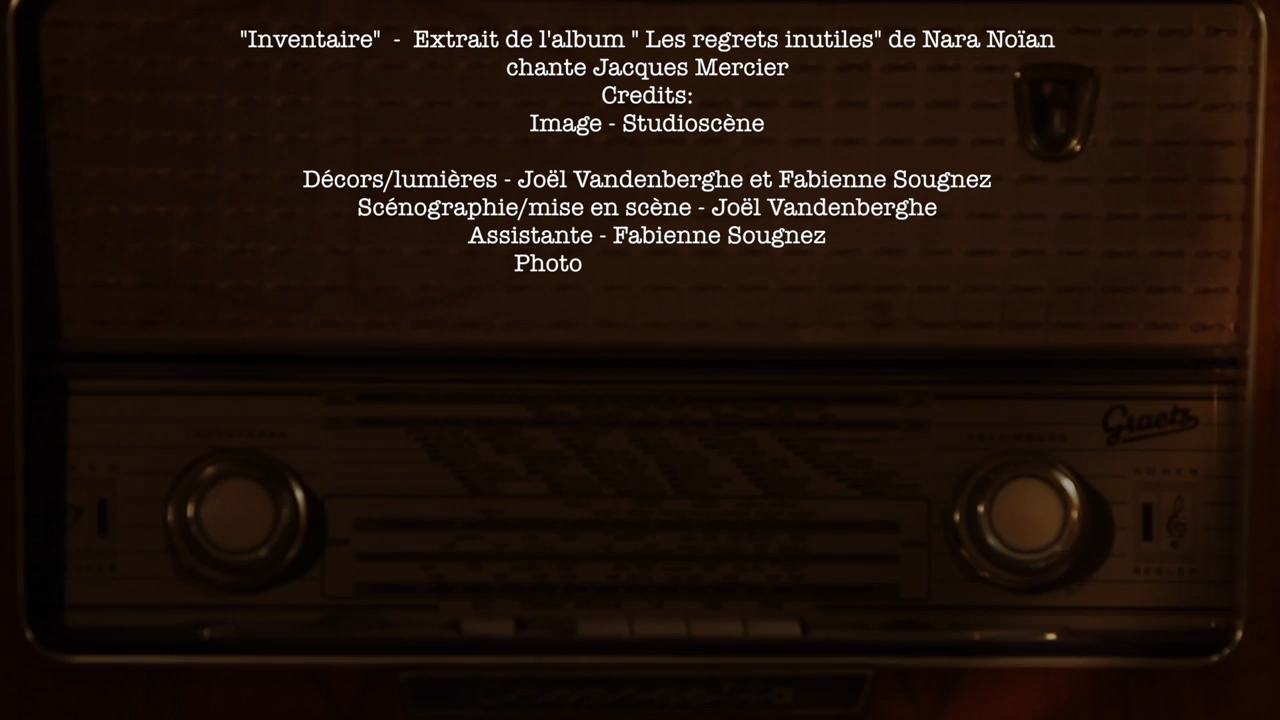 "Inventaire" - Extrait de l'album " Les regrets inutiles" de Nara Noïan
chante Jacques Mercier
Credits:
Image - Studioscène
Décors/lumières - Joël Vandenberghe et Fabienne Sougnez
Scénographie/mise en scène - Joël Vandenberghe
Assistante - Fabienne Sougnez
Photo
Graetz